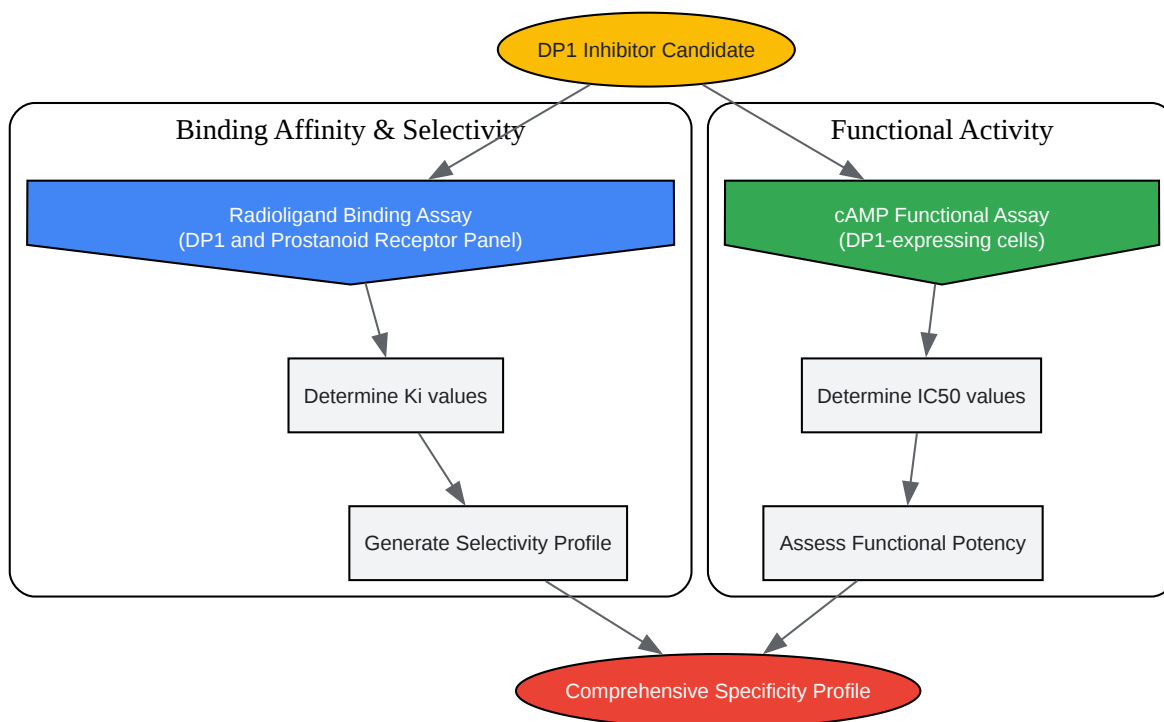 DP1 Inhibitor Candidate
Binding Affinity & Selectivity
Functional Activity
Radioligand Binding Assay
(DP1 and Prostanoid Receptor Panel)
cAMP Functional Assay
(DP1-expressing cells)
Determine Ki values
Determine IC50 values
Generate Selectivity Profile
Assess Functional Potency
Comprehensive Specificity Profile